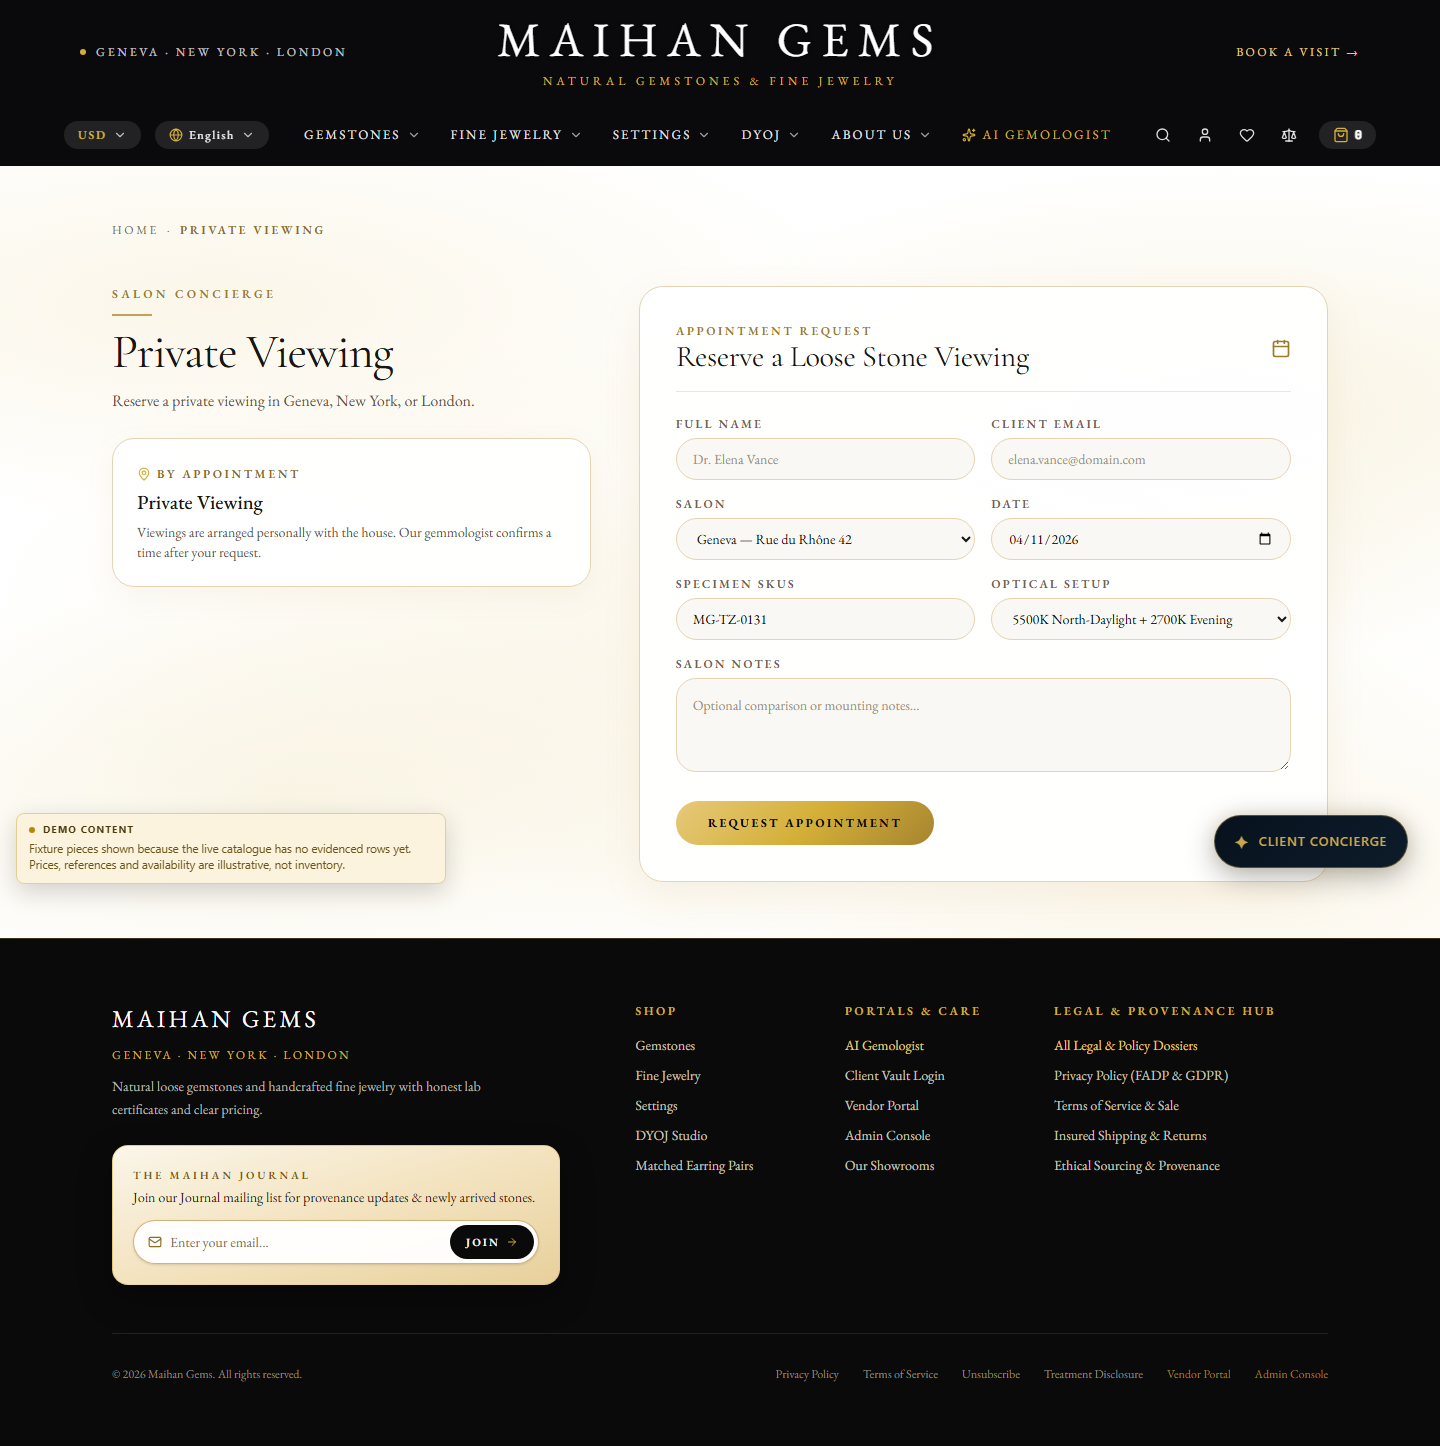 GENEVA · NEW YORK · LONDON
MAIHAN GEMS
NATURAL GEMSTONES & FINE JEWELRY
BOOK A VISIT →
USD
English
GEMSTONES
FINE JEWELRY
SETTINGS
DYOJ
ABOUT US
AI GEMOLOGIST
0
HOME · PRIVATE VIEWING
SALON CONCIERGE
Private Viewing
Reserve a private viewing in Geneva, New York, or London.
BY APPOINTMENT
Private Viewing
Viewings are arranged personally with the house. Our gemmologist confirms a
time after your request.
APPOINTMENT REQUEST
Reserve a Loose Stone Viewing
FULL NAME
Dr. Elena Vance
CLIENT EMAIL
elena.vance@domain.com
SALON
Geneva — Rue du Rhône 42
DATE
04/11/2026
SPECIMEN SKUS
MG-TZ-0131
OPTICAL SETUP
5500K North-Daylight + 2700K Evening
SALON NOTES
Optional comparison or mounting notes...
REQUEST APPOINTMENT
DEMO CONTENT
Fixture pieces shown because the live catalogue has no evidenced rows yet.
Prices, references and availability are illustrative, not inventory.
CLIENT CONCIERGE
MAIHAN GEMS
GENEVA · NEW YORK · LONDON
Natural loose gemstones and handcrafted fine jewelry with honest lab
certificates and clear pricing.
THE MAIHAN JOURNAL
Join our Journal mailing list for provenance updates & newly arrived stones.
Enter your email...
JOIN →
SHOP
Gemstones
Fine Jewelry
Settings
DYOJ Studio
Matched Earring Pairs
PORTALS & CARE
AI Gemologist
Client Vault Login
Vendor Portal
Admin Console
Our Showrooms
LEGAL & PROVENANCE HUB
All Legal & Policy Dossiers
Privacy Policy (FADP & GDPR)
Terms of Service & Sale
Insured Shipping & Returns
Ethical Sourcing & Provenance
© 2026 Maihan Gems. All rights reserved.
Privacy Policy
Terms of Service
Unsubscribe
Treatment Disclosure
Vendor Portal
Admin Console